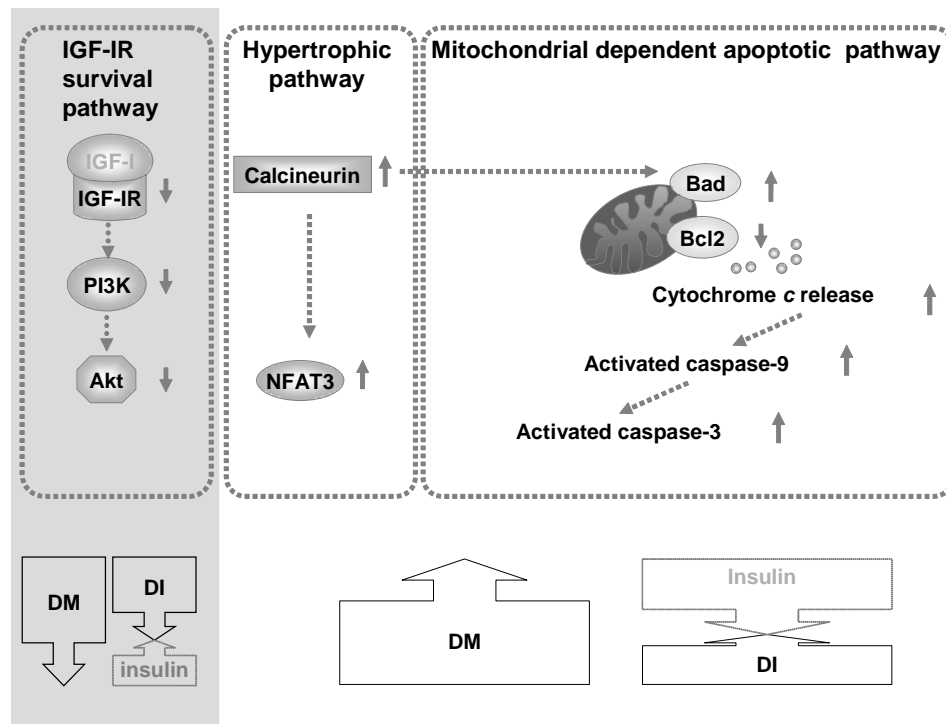 IGF-IR
survival
pathway
IGF-I
IGF-IR
PI3K
Akt
Hypertrophic
pathway
Calcineurin
NFAT3
Mitochondrial dependent apoptotic pathway
Bad
Bcl2
Cytochrome c release
Activated caspase-9
Activated caspase-3
DM
DI
insulin
DM
Insulin
DI